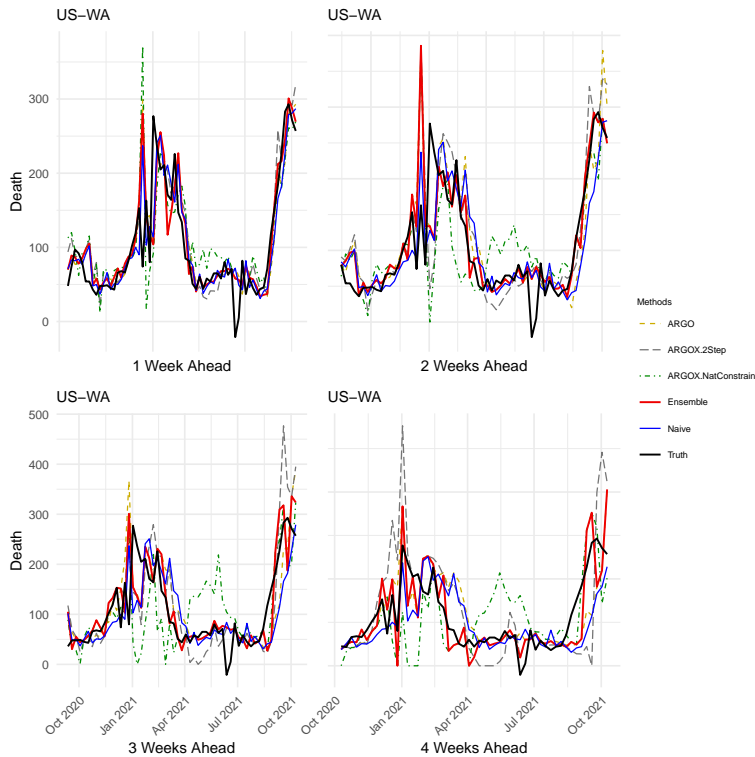 US−WA
US−WA
Death
300
200
100
0
1 Week Ahead
2 Weeks Ahead
Methods
ARGO
ARGOX.2Step
ARGOX.NatConstrain
Ensemble
Naive
Truth
US−WA
US−WA
Death
500
400
300
200
100
0
Oct 2020
Jan 2021
Apr 2021
Jul 2021
Oct 2021
Oct 2020
Jan 2021
Apr 2021
Jul 2021
Oct 2021
3 Weeks Ahead
4 Weeks Ahead